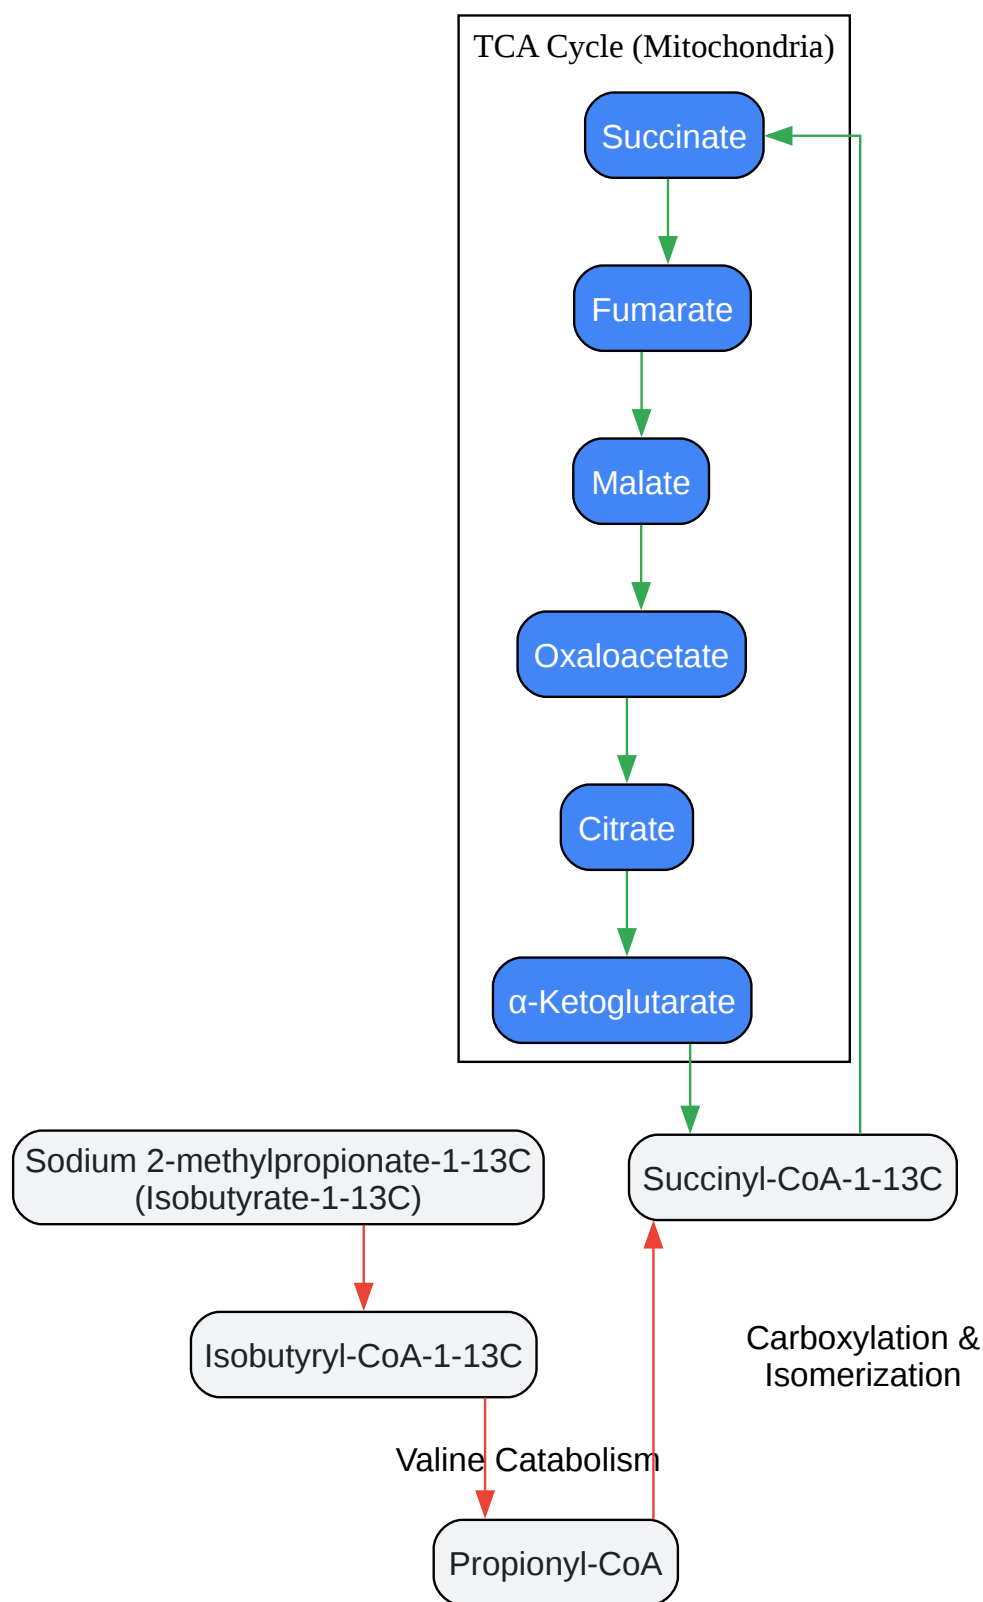 TCA Cycle (Mitochondria)
Succinate
Fumarate
Malate
Oxaloacetate
Citrate
α-Ketoglutarate
Sodium 2-methylpropionate-1-13C
(Isobutyrate-1-13C)
Succinyl-CoA-1-13C
Isobutyryl-CoA-1-13C
Carboxylation &
Isomerization
Valine Catabolism
Propionyl-CoA